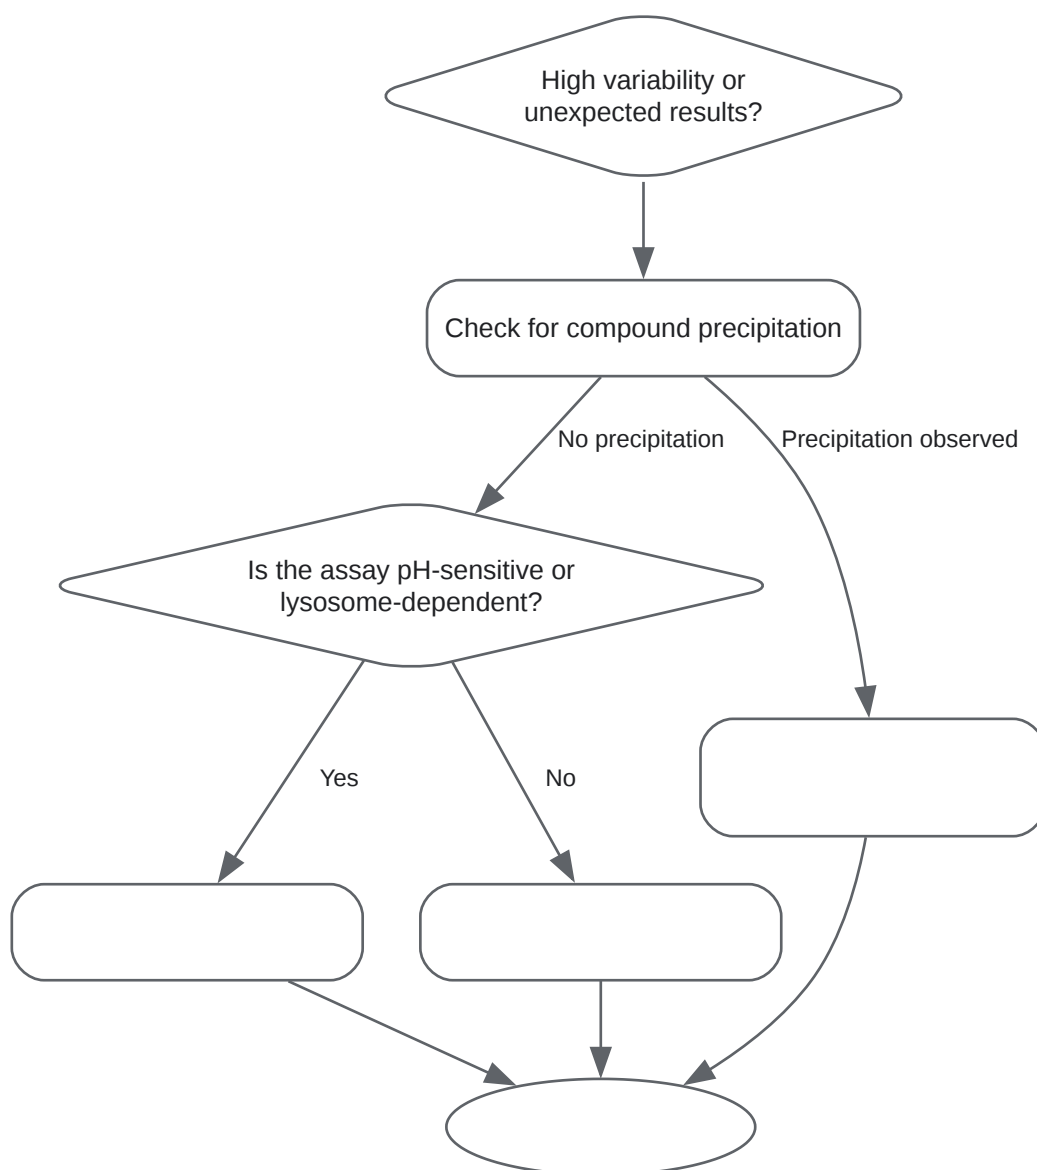 High variability or
unexpected results?
Check for compound precipitation
No precipitation
Precipitation observed
Is the assay pH-sensitive or
lysosome-dependent?
Yes
No